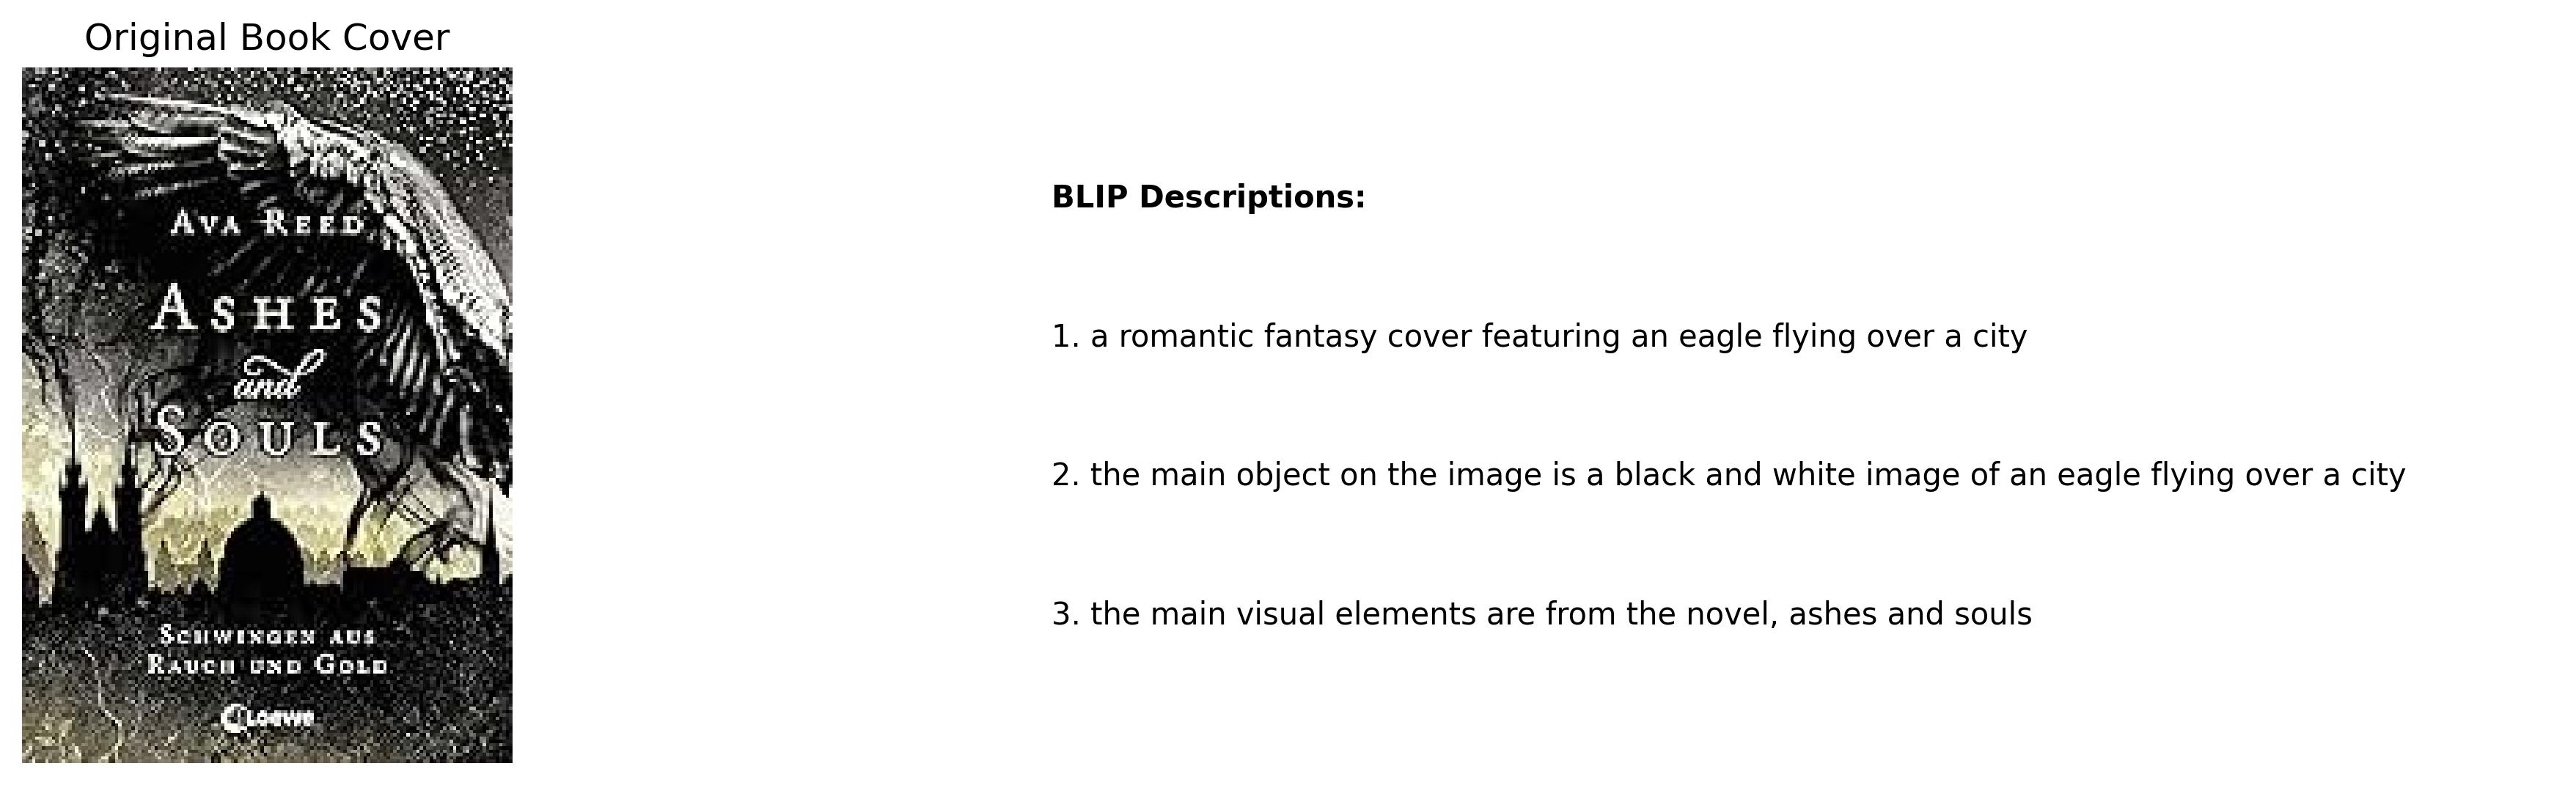 Original Book Cover
AVA REED
ASHES
and
SOULS
SCHWINGEN AUS
RAUCH UND GOLD
LOEWE
BLIP Descriptions:
1. a romantic fantasy cover featuring an eagle flying over a city
2. the main object on the image is a black and white image of an eagle flying over a city
3. the main visual elements are from the novel, ashes and souls